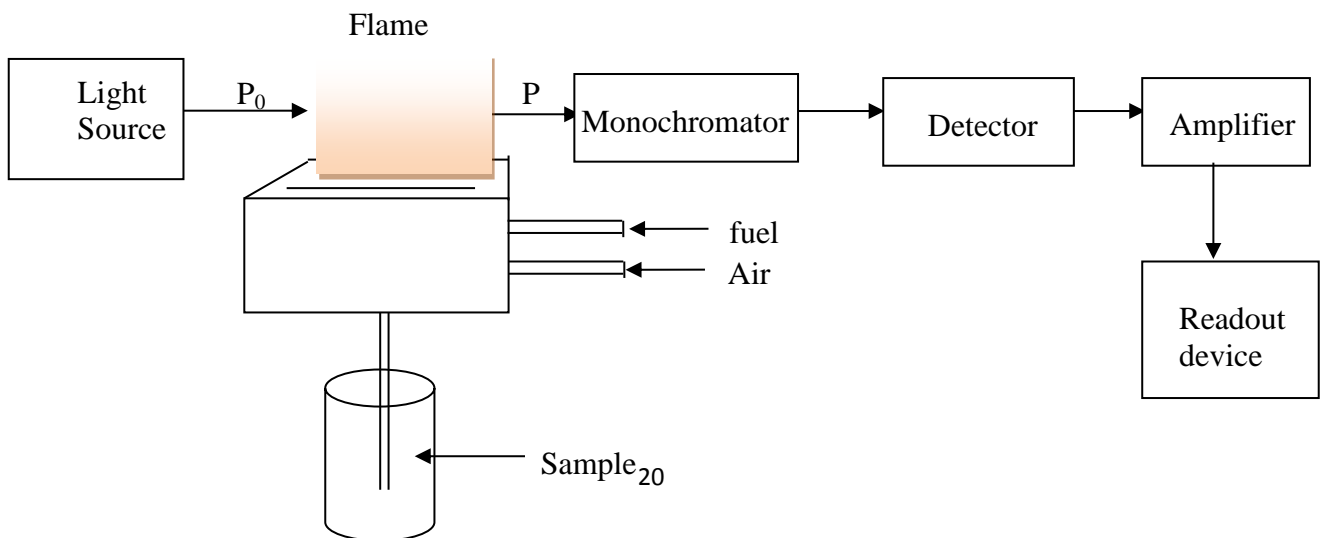 Flame
Light
Source
P₀
P
Monochromator
Detector
Amplifier
fuel
Air
Readout
device
Sample₂₀